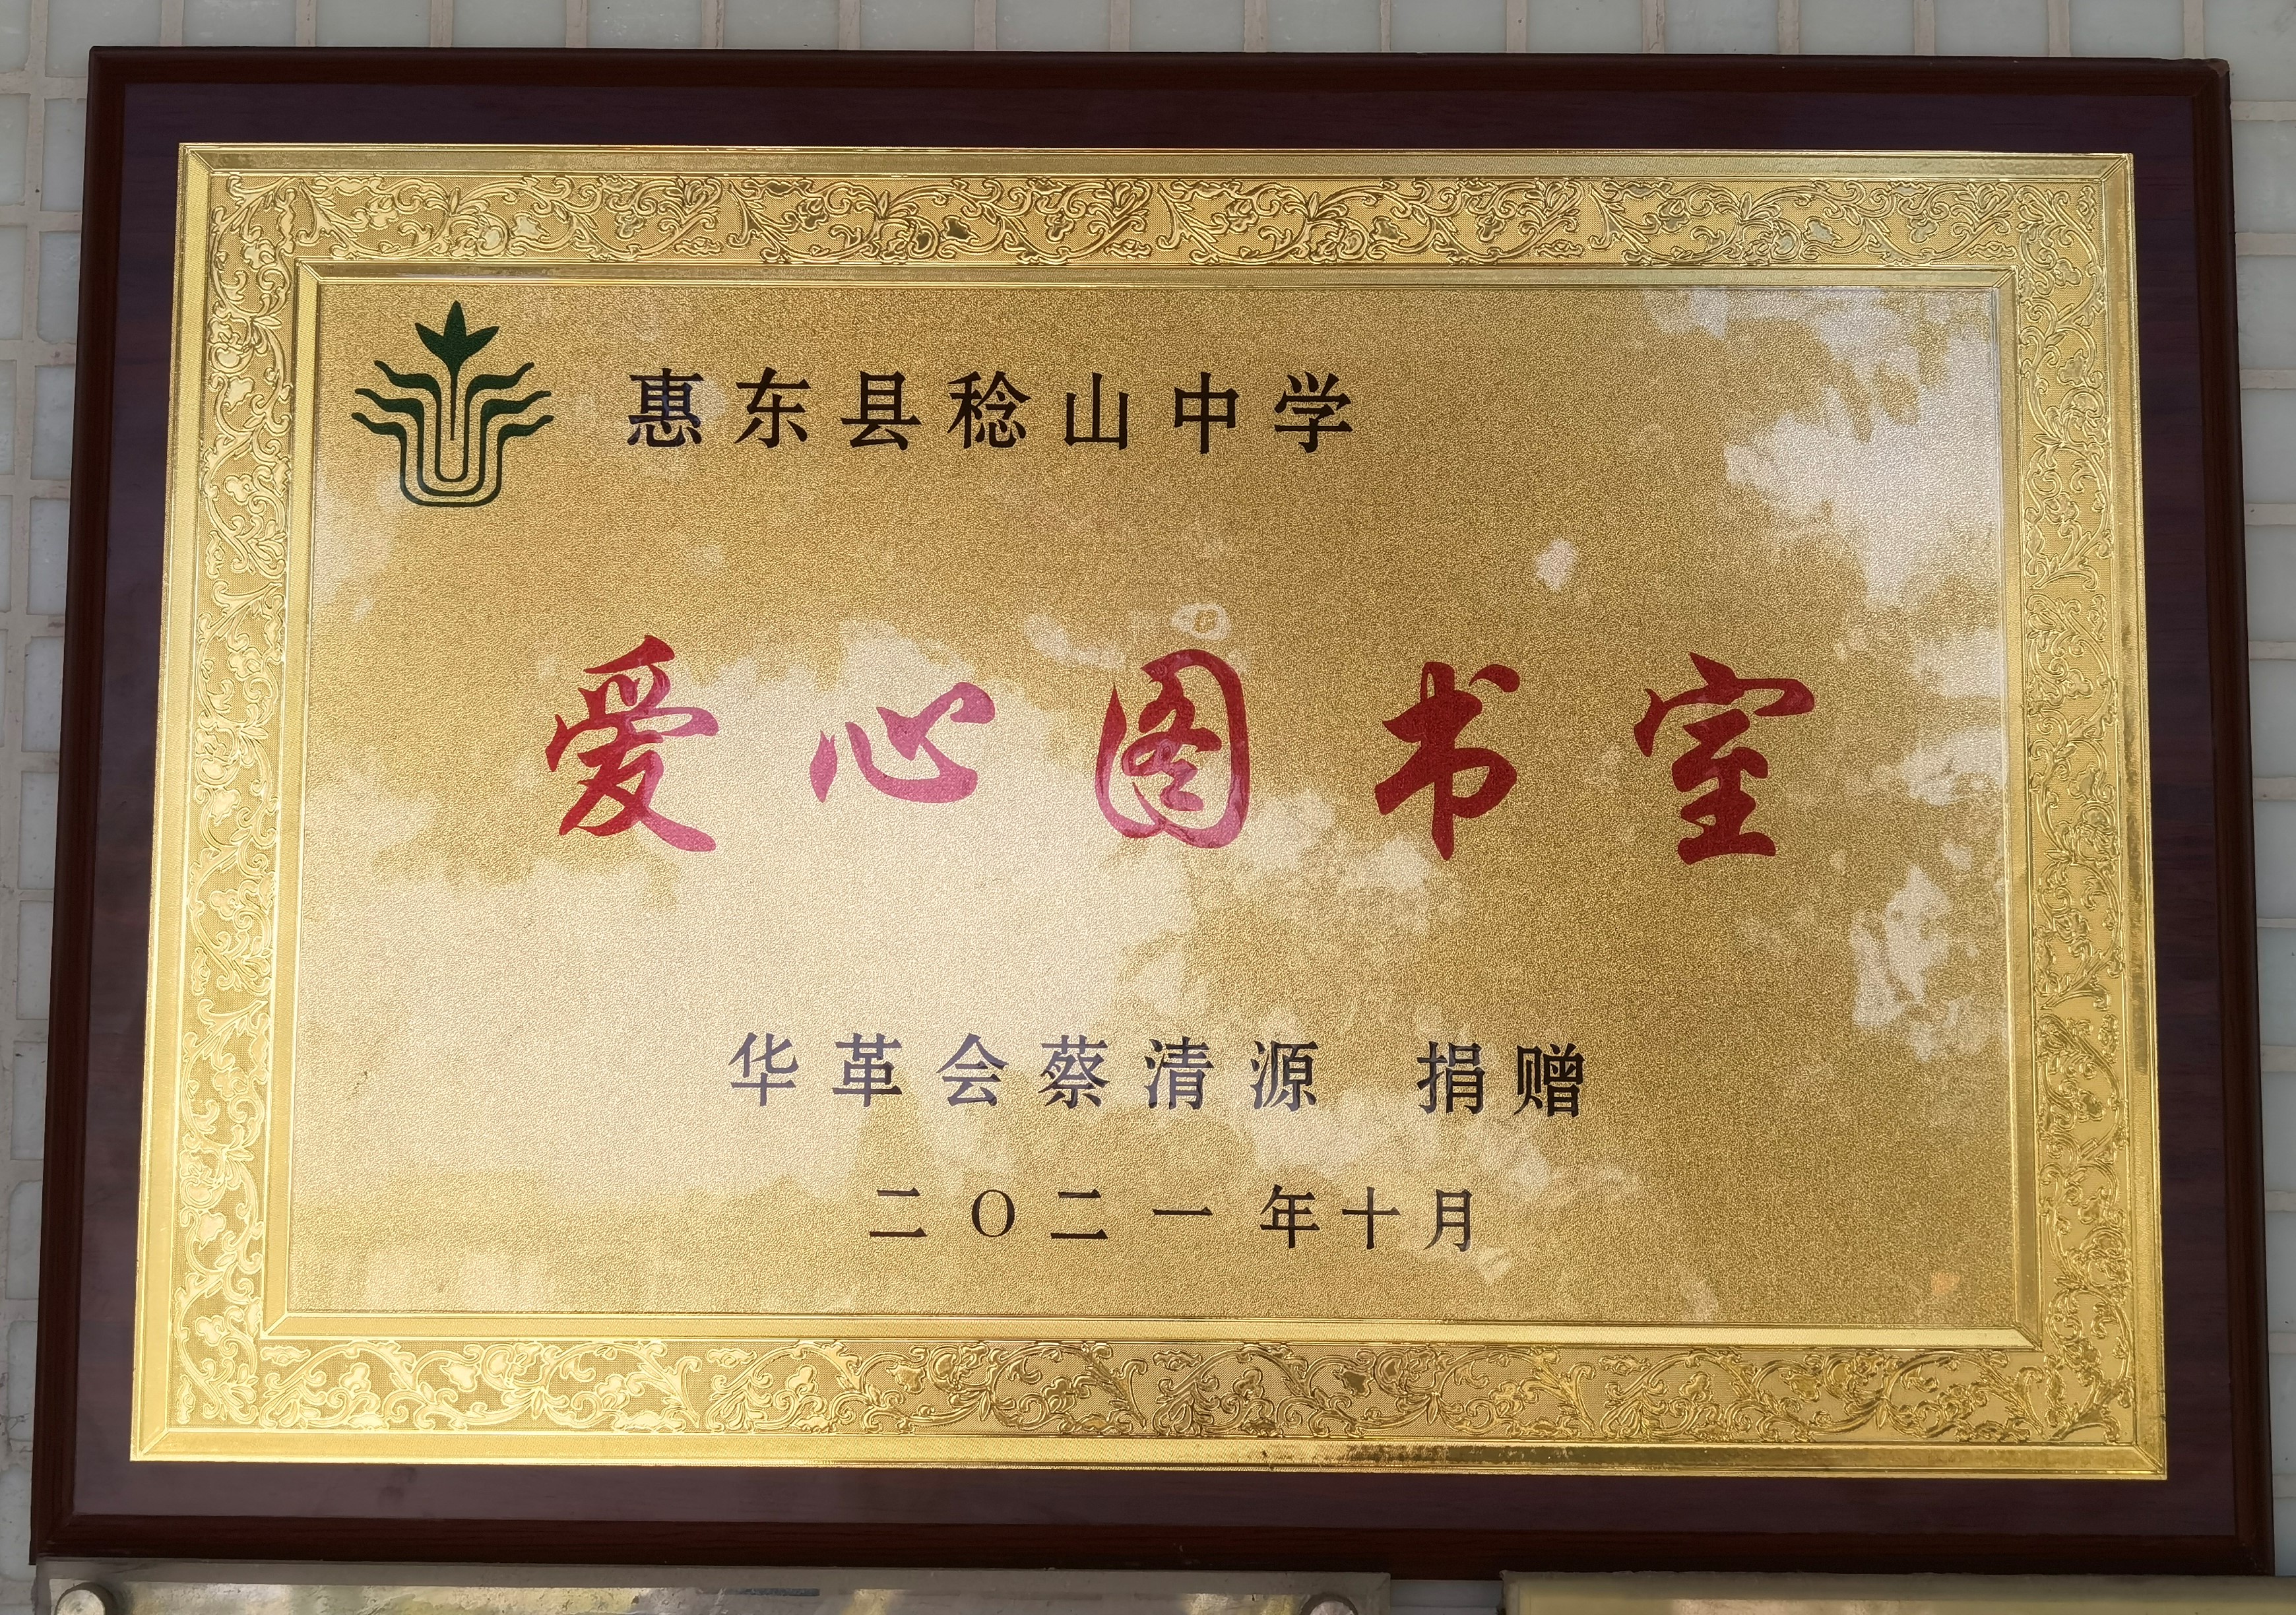 惠东县稔山中学
爱心图书室
华革会蔡清源 捐赠
二〇二一年十月